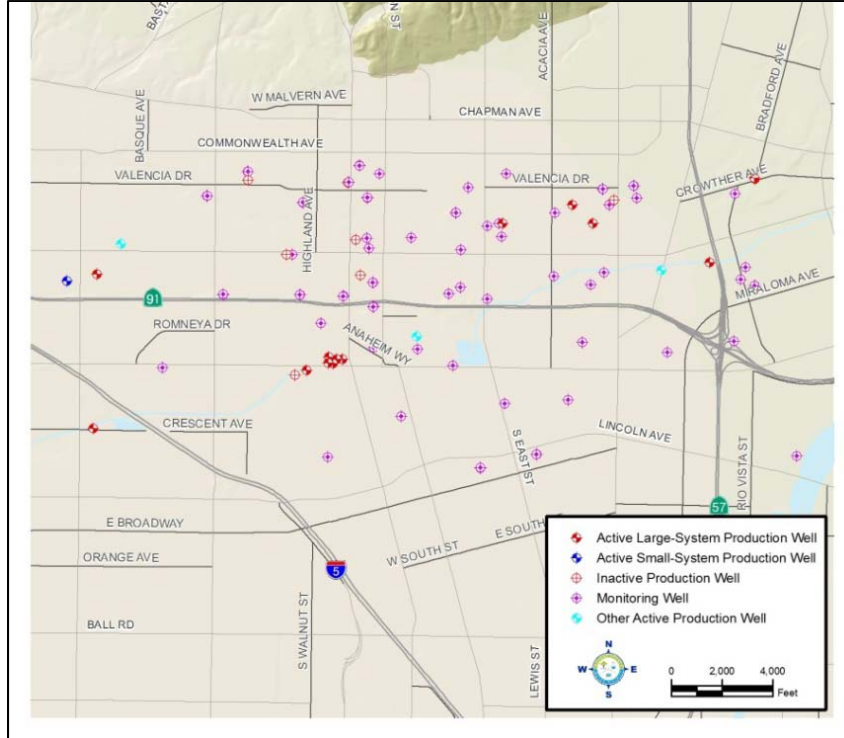 BAST
N ST
ACACIA AVE
BRADFORD AVE
W MALVERN AVE
BASQUE AVE
CHAPMAN AVE
COMMONWEALTH AVE
VALENCIA DR
VALENCIA DR
CROWTHER AVE
HIGHLAND AVE
91
MIRALOMA AVE
ROMNEYA DR
ANAHEIM WY
CRESCENT AVE
LINCOLN AVE
S EAST ST
RIO VISTA ST
57
E BROADWAY
E SOUTH
W SOUTH ST
ORANGE AVE
5
S WALNUT ST
BALL RD
LEWIS ST
Active Large-System Production Well
Active Small-System Production Well
Inactive Production Well
Monitoring Well
Other Active Production Well
N
W E
S
0 2,000 4,000
Feet